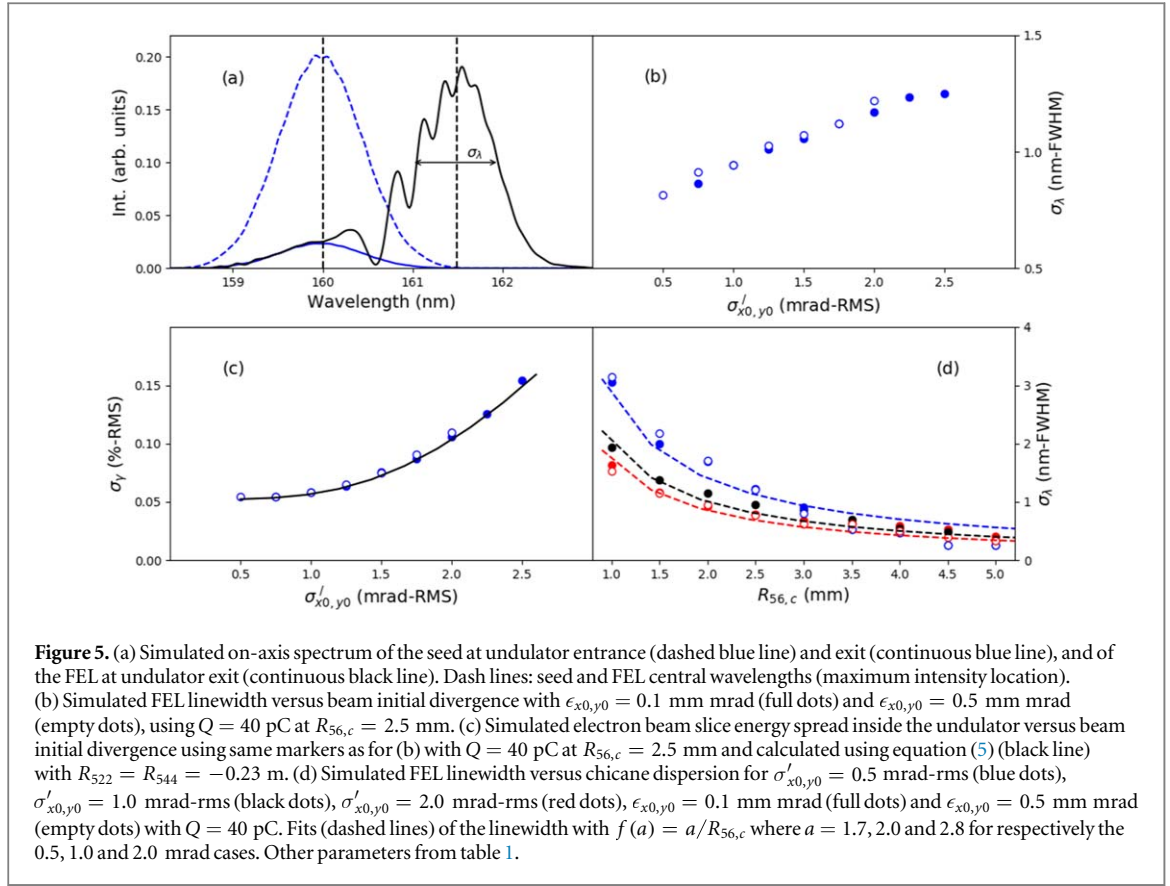 (a)
0.20
0.15
0.10
0.05
0.00
Int. (arb. units)
σλ
159 160 161 162
Wavelength (nm)
(b)
1.5
1.0
0.5
σλ (nm-FWHM)
0.5 1.0 1.5 2.0 2.5
σ′x0,y0 (mrad-RMS)
(c)
0.15
0.10
0.05
0.00
σγ (%-RMS)
0.5 1.0 1.5 2.0 2.5
σ′x0,y0 (mrad-RMS)
(d)
4
3
2
1
0
σλ (nm-FWHM)
1.0 1.5 2.0 2.5 3.0 3.5 4.0 4.5 5.0
R56,c (mm)
Figure 5. (a) Simulated on-axis spectrum of the seed at undulator entrance (dashed blue line) and exit (continuous blue line), and of
the FEL at undulator exit (continuous black line). Dash lines: seed and FEL central wavelengths (maximum intensity location).
(b) Simulated FEL linewidth versus beam initial divergence with ϵx0,y0 = 0.1 mm mrad (full dots) and ϵx0,y0 = 0.5 mm mrad
(empty dots), using Q = 40 pC at R56,c = 2.5 mm. (c) Simulated electron beam slice energy spread inside the undulator versus beam
initial divergence using same markers as for (b) with Q = 40 pC at R56,c = 2.5 mm and calculated using equation (5) (black line)
with R522 = R544 = −0.23 m. (d) Simulated FEL linewidth versus chicane dispersion for σ′x0,y0 = 0.5 mrad-rms (blue dots),
σ′x0,y0 = 1.0 mrad-rms (black dots), σ′x0,y0 = 2.0 mrad-rms (red dots), ϵx0,y0 = 0.1 mm mrad (full dots) and ϵx0,y0 = 0.5 mm mrad
(empty dots) with Q = 40 pC. Fits (dashed lines) of the linewidth with f (a) = a/R56,c where a = 1.7, 2.0 and 2.8 for respectively the
0.5, 1.0 and 2.0 mrad cases. Other parameters from table 1.